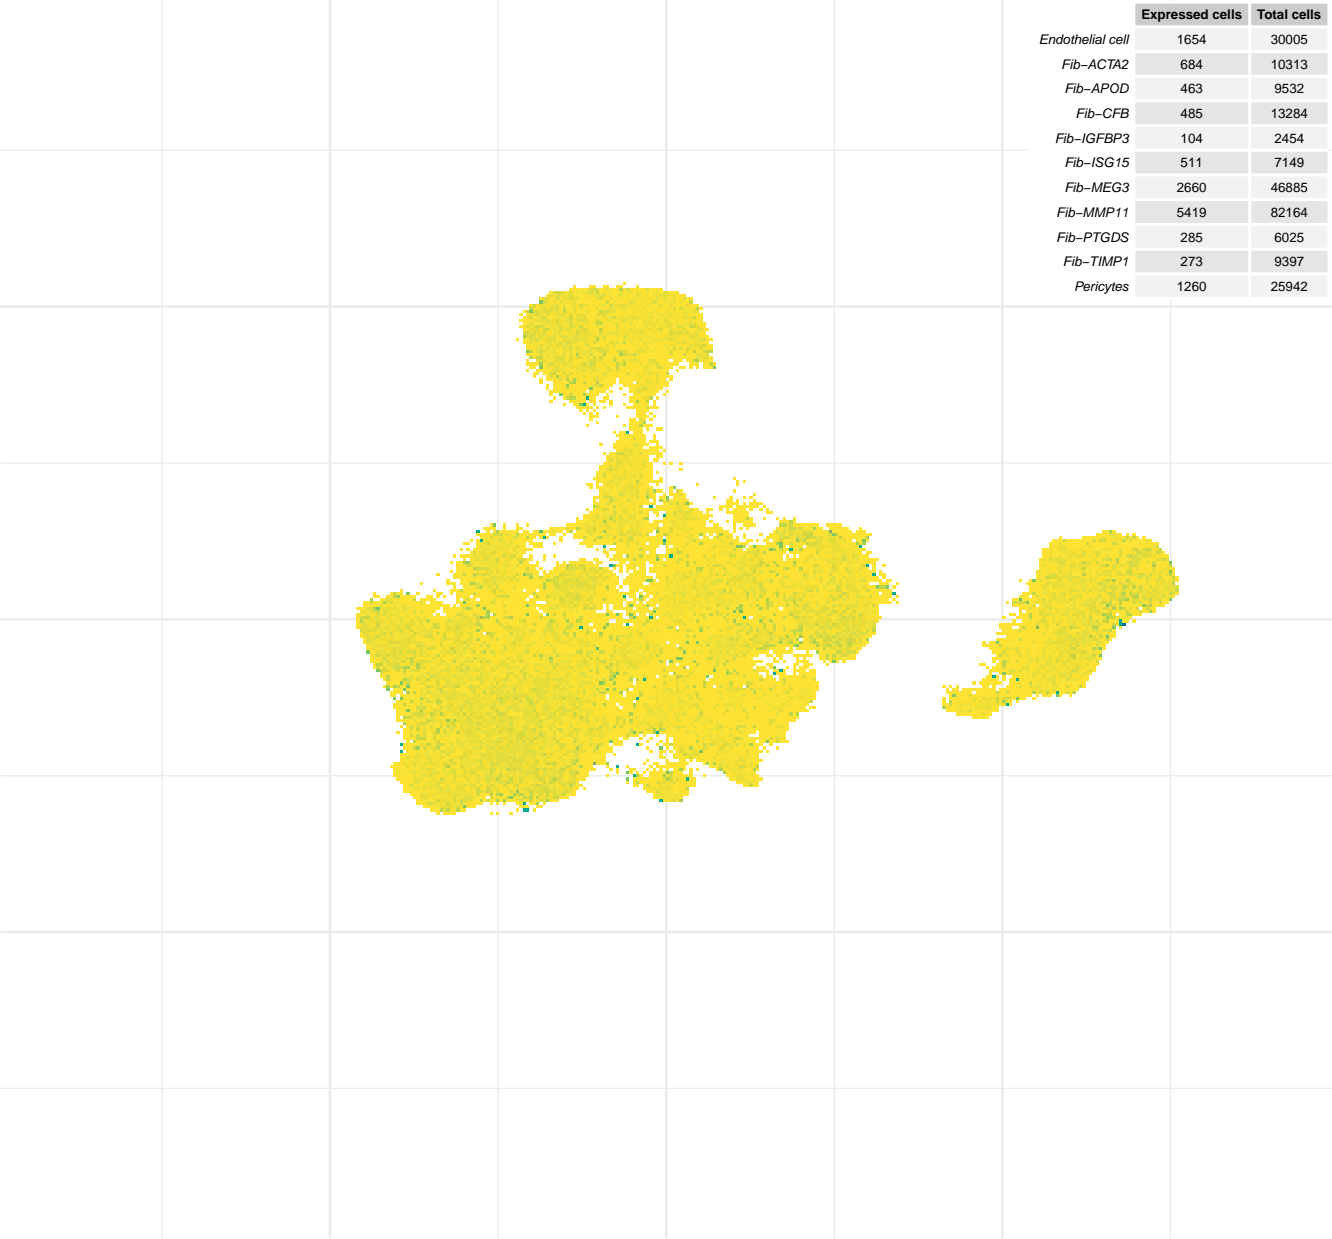 Expressed cells Total cells
Endothelial cell 1654 30005
Fib−ACTA2 684 10313
Fib−APOD 463 9532
Fib−CFB 485 13284
Fib−IGFBP3 104 2454
Fib−ISG15 511 7149
Fib−MEG3 2660 46885
Fib−MMP11 5419 82164
Fib−PTGDS 285 6025
Fib−TIMP1 273 9397
Pericytes 1260 25942